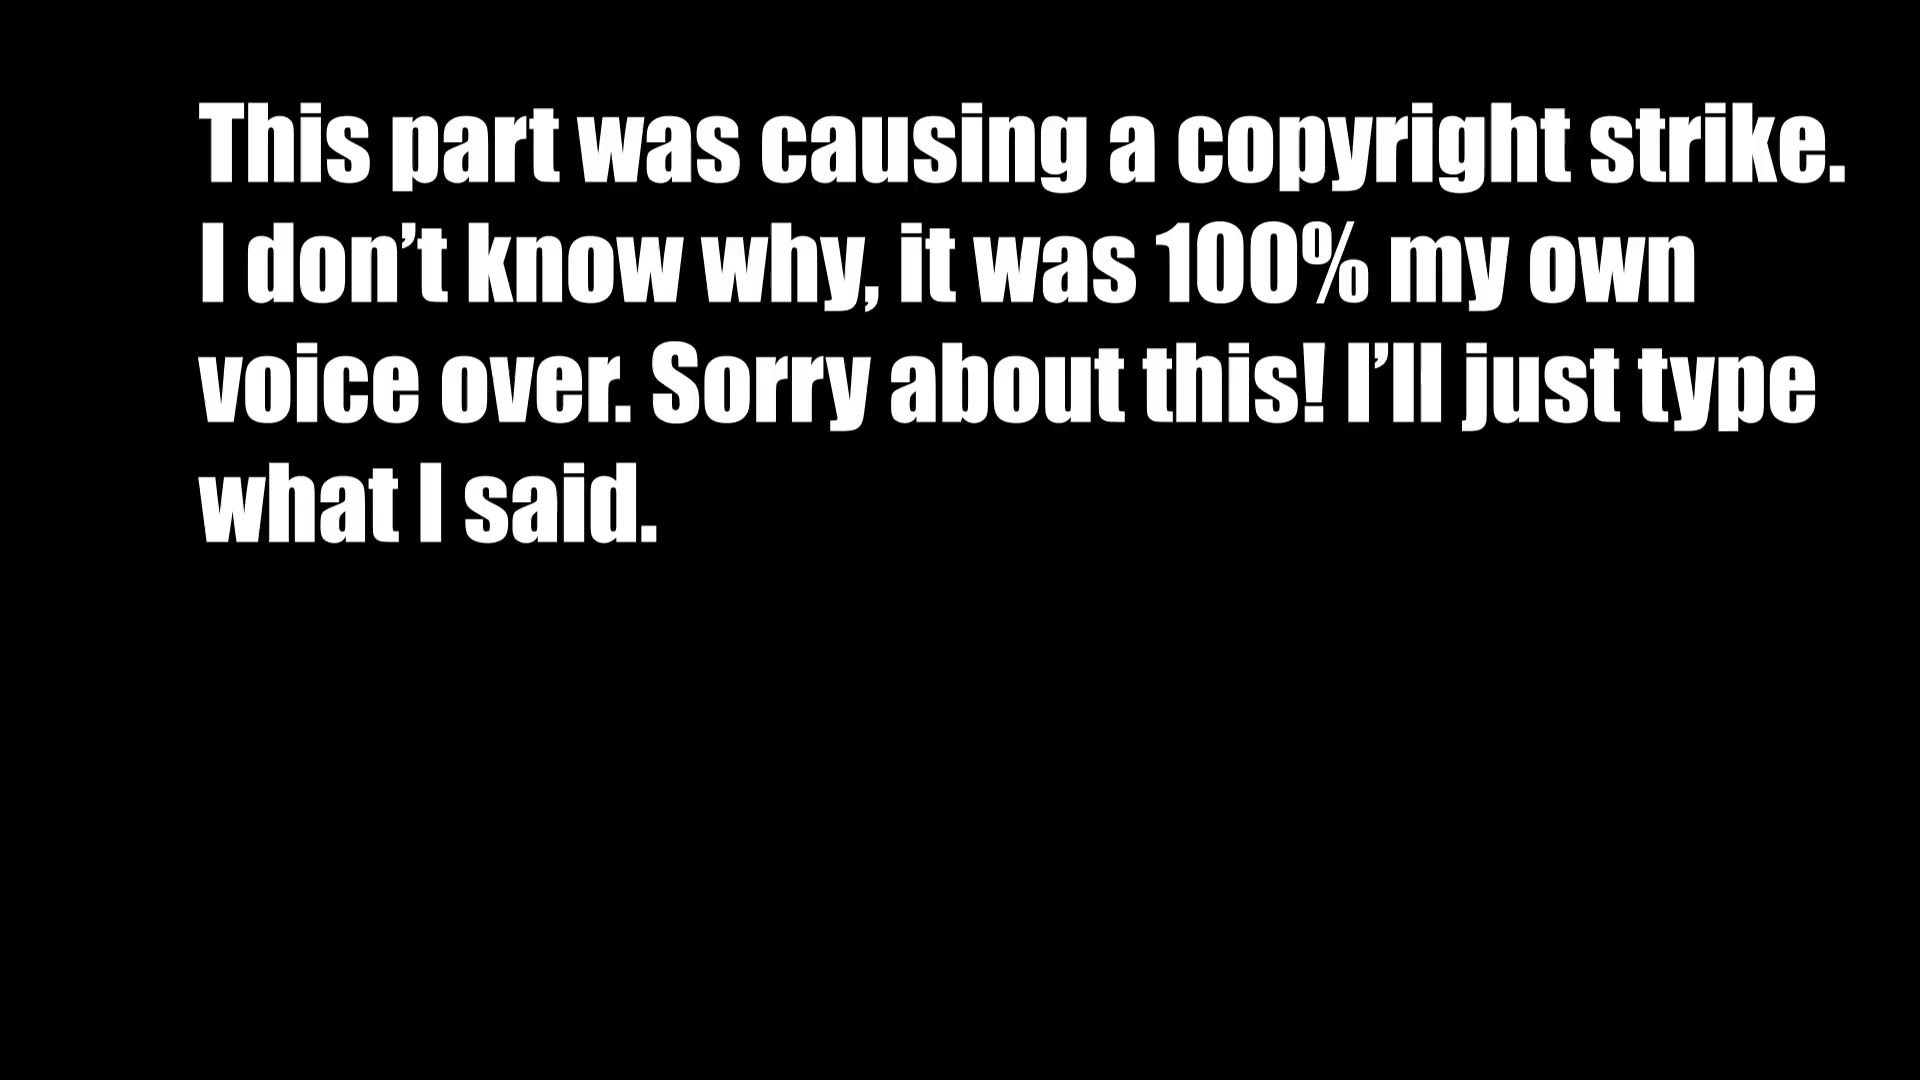 This part was causing a copyright strike.
I don’t know why, it was 100% my own
voice over. Sorry about this! I’ll just type
what I said.